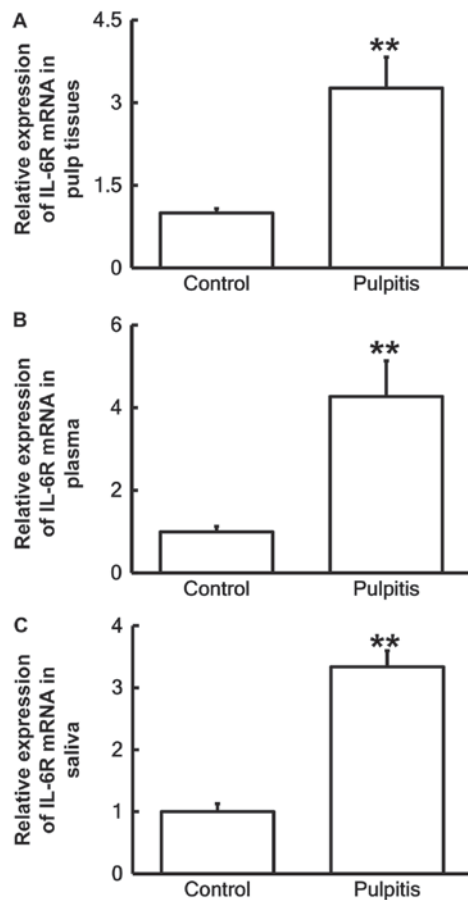 A
Relative expression
of IL-6R mRNA in
pulp tissues
4.5
3
1.5
0
**
Control Pulpitis
B
Relative expression
of IL-6R mRNA in
plasma
6
4
2
0
**
Control Pulpitis
C
Relative expression
of IL-6R mRNA in
saliva
4
3
2
1
0
**
Control Pulpitis